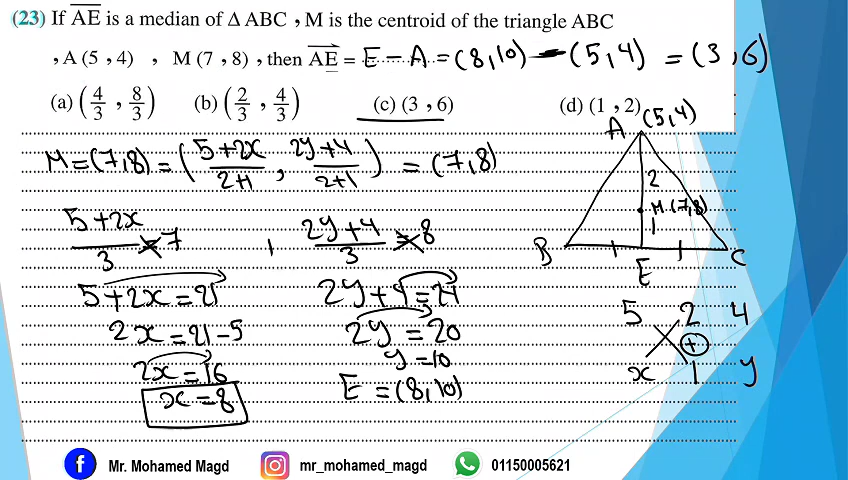 (23) If AE is a median of Δ ABC , M is the centroid of the triangle ABC
, A (5 , 4) , M (7 , 8) , then AE = E - A = (8,10) - (5,4) = (3 , 6)
(a) (4/3 , 8/3) (b) (2/3 , 4/3) (c) (3 , 6) (d) (1 , 2)
A (5,4)
M = (7,8) = (5+2x/2+1 , 2y+4/2+1) = (7,8)
2
M (7,8)
1
5+2x/3 = 7 , 2y+4/3 = 8
B E C
5+2x = 21 2y+4 = 24
5 2 4
2x = 21-5 2y = 20
+
y = 10
2x = 16
x 1 y
x = 8 E = (8,10)
Mr. Mohamed Magd mr_mohamed_magd 01150005621